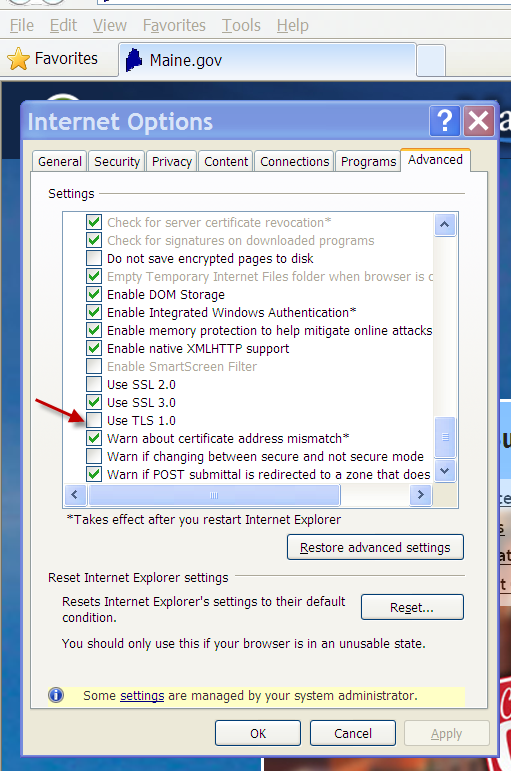 File Edit View Favorites Tools Help
Favorites Maine.gov
Internet Options
General Security Privacy Content Connections Programs Advanced
Settings
Check for server certificate revocation*
Check for signatures on downloaded programs
Do not save encrypted pages to disk
Empty Temporary Internet Files folder when browser is c
Enable DOM Storage
Enable Integrated Windows Authentication*
Enable memory protection to help mitigate online attacks
Enable native XMLHTTP support
Enable SmartScreen Filter
Use SSL 2.0
Use SSL 3.0
Use TLS 1.0
Warn about certificate address mismatch*
Warn if changing between secure and not secure mode
Warn if POST submittal is redirected to a zone that does
*Takes effect after you restart Internet Explorer
Restore advanced settings
Reset Internet Explorer settings
Resets Internet Explorer's settings to their default
condition.
Reset...
You should only use this if your browser is in an unusable state.
Some settings are managed by your system administrator.
OK Cancel Apply